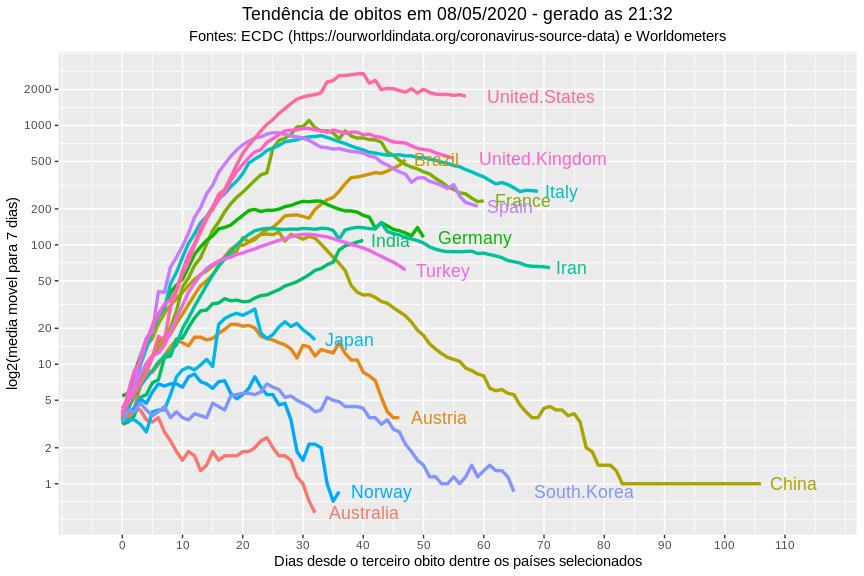 Tendência de obitos em 08/05/2020 - gerado as 21:32
Fontes: ECDC (https://ourworldindata.org/coronavirus-source-data) e Worldometers
log2(media movel para 7 dias)
2000
1000
500
200
100
50
20
10
5
2
1
United.States
United.Kingdom
Brazil
Italy
France
Spain
Germany
India
Iran
Turkey
Japan
Austria
China
Norway
South.Korea
Australia
0 10 20 30 40 50 60 70 80 90 100 110
Dias desde o terceiro obito dentre os países selecionados